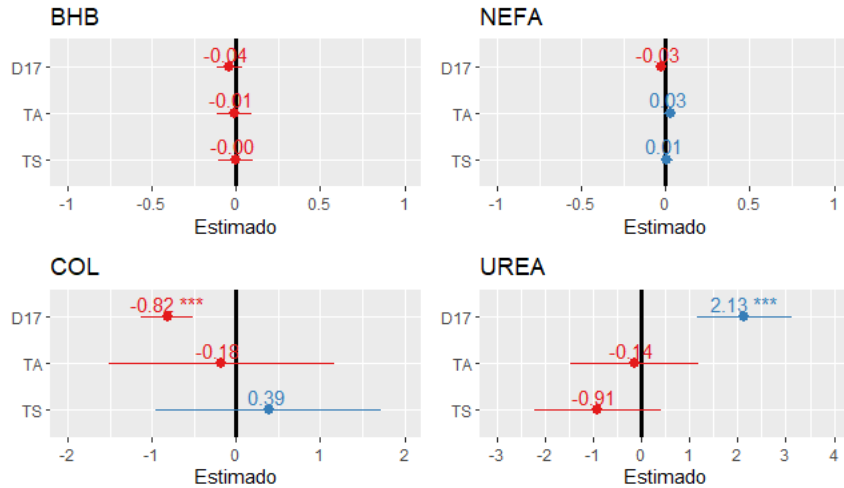 BHB
D17
-0.04
TA
-0.01
TS
-0.00
-1 -0.5 0 0.5 1
Estimado
NEFA
D17
-0.03
TA
0.03
TS
0.01
-1 -0.5 0 0.5 1
Estimado
COL
D17
-0.82 ***
TA
-0.18
TS
0.39
-2 -1 0 1 2
Estimado
UREA
D17
2.13 ***
TA
-0.14
TS
-0.91
-3 -2 -1 0 1 2 3 4
Estimado